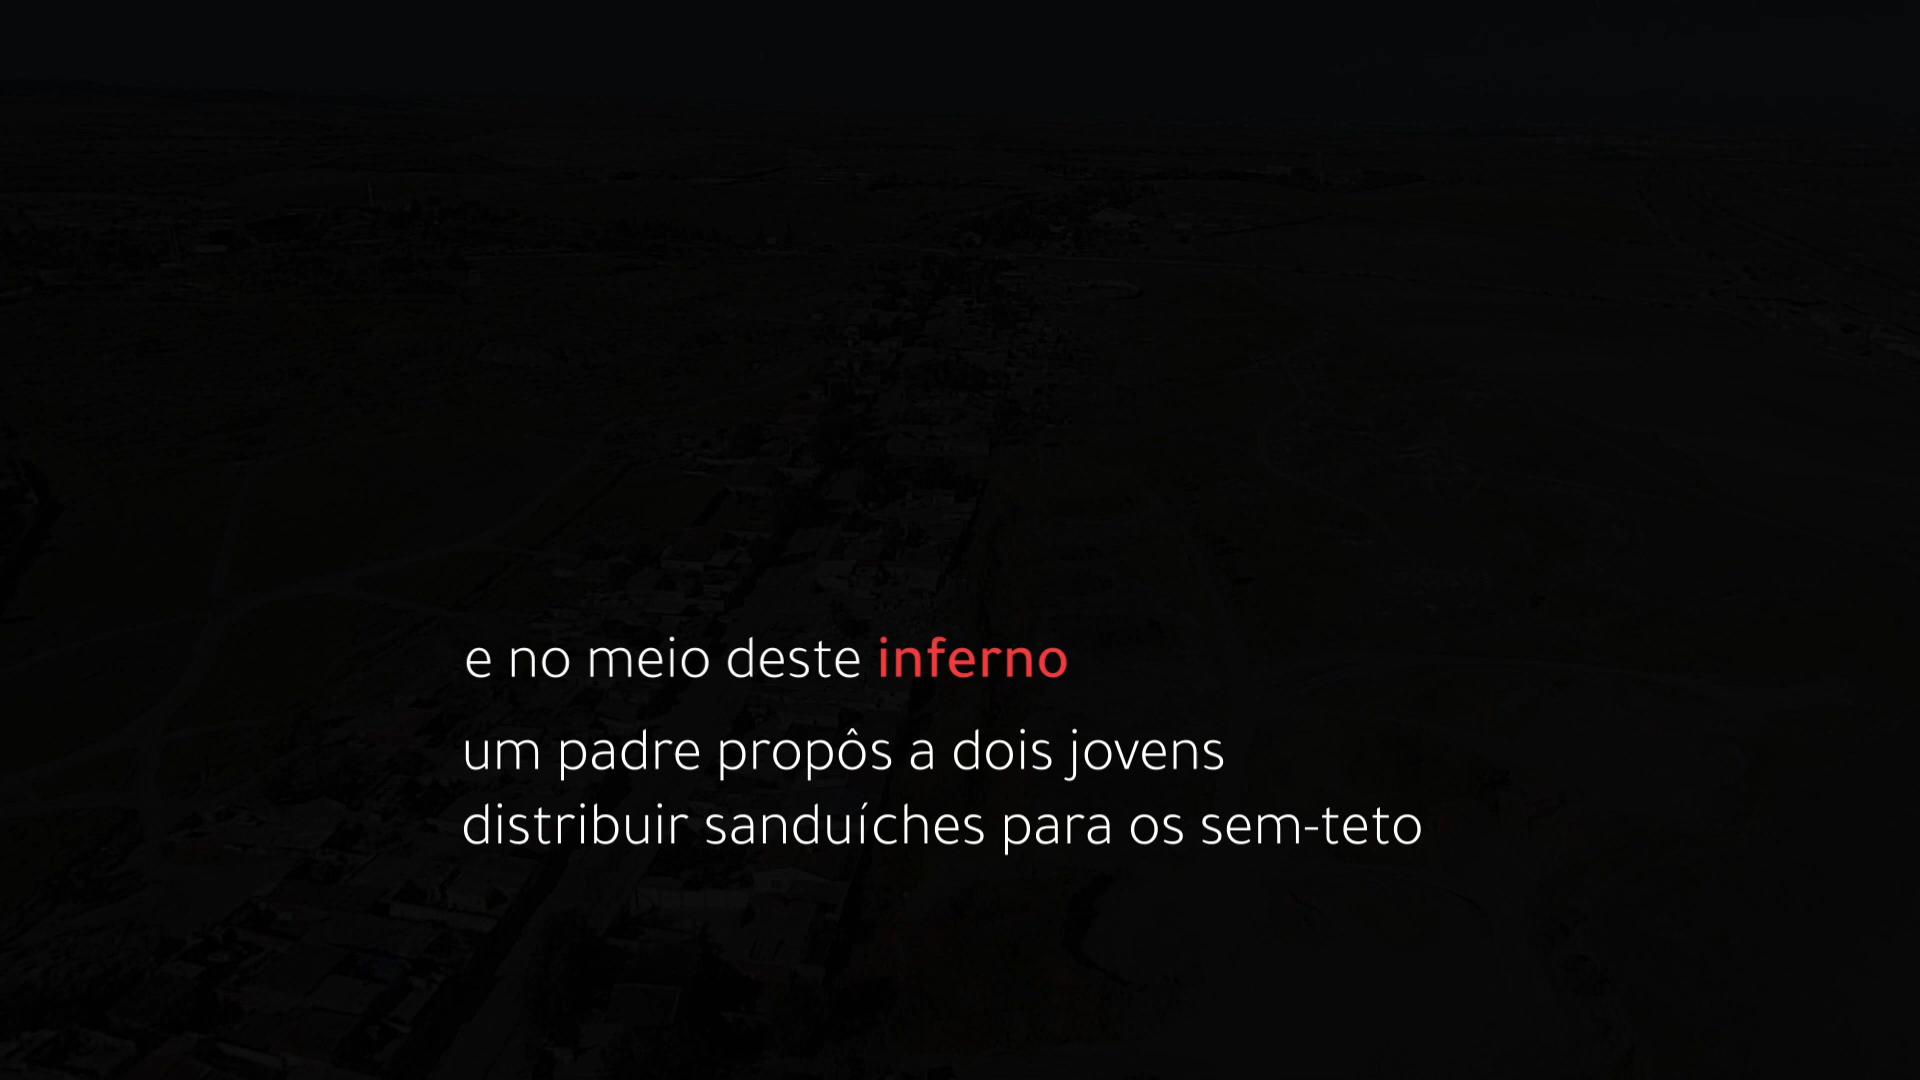 e no meio deste inferno
um padre propôs a dois jovens
distribuir sanduíches para os sem-teto